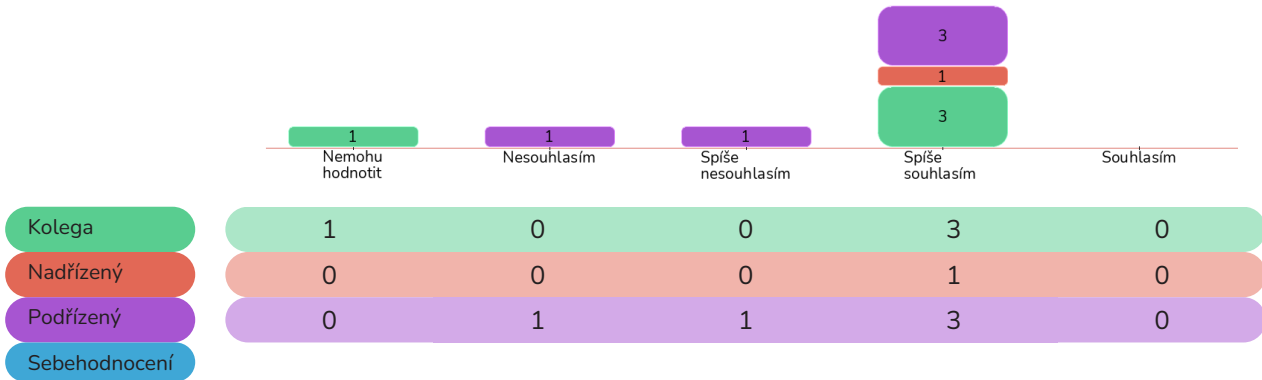 3
1
3
1
1
1
Nemohu
hodnotit
Nesouhlasím
Spíše
nesouhlasím
Spíše
souhlasím
Souhlasím
Kolega 1 0 0 3 0
Nadřízený 0 0 0 1 0
Podřízený 0 1 1 3 0
Sebehodnocení